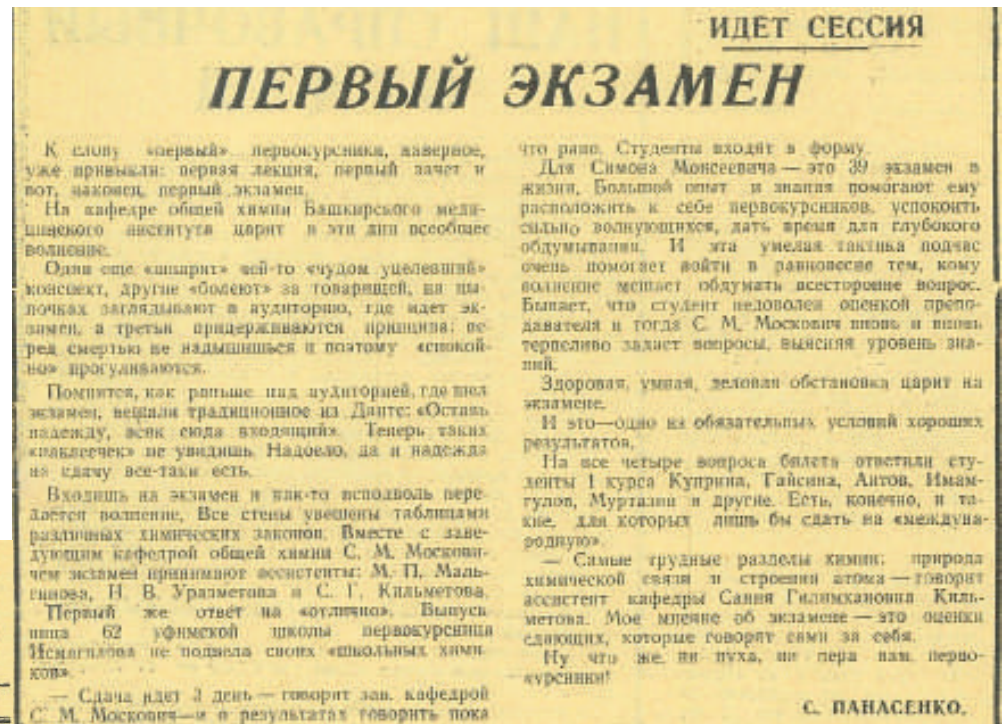 ИДЕТ СЕССИЯ
ПЕРВЫЙ ЭКЗАМЕН
К слову «первый» первокурсники, наверное,
уже привыкли: первая лекция, первый зачет и
вот, наконец, первый экзамен.
На кафедре общей химии Башкирского меди-
цинского института царит в эти дни всеобщее
волнение.
Одни еще «шпарят» чей-то «чудом уцелевший»
конспект, другие «болеют» за товарищей, на цы-
почках заглядывают в аудиторию, где идет эк-
замен, а третьи придерживаются принципа: пе-
ред смертью не надышишься и поэтому «спокой-
но» прогуливаются.
Помнится, как раньше над аудиторией, где шел
экзамен, вешали традиционное из Данте: «Оставь
надежду, всяк сюда входящий». Теперь таких
«наклеечек» не увидишь. Надоело, да и надежда
на сдачу все-таки есть.
Входишь на экзамен и как-то исподволь пере-
дается волнение. Все стены увешены таблицами
различных химических законов. Вместе с заве-
дующим кафедрой общей химии С. М. Москови-
чем экзамен принимают ассистенты: М. П. Маль-
гинова, Н. В. Уразметова и С. Г. Кильметова.
Первый же ответ на «отлично». Выпуск-
ница 62 уфимской школы первокурсница
Исмагилова не подвела своих «школьных хими-
ков».
— Сдача идет 3 день — говорит зав. кафедрой
С. М. Москович—и о результатах говорить пока
что рано. Студенты входят в форму.
Для Симона Моисеевича — это 39 экзамен в
жизни. Большой опыт и знания помогают ему
расположить к себе первокурсников, успокоить
сильно волнующихся, дать время для глубокого
обдумывания. И эта умелая тактика подчас
очень помогает войти в равновесие тем, кому
волнение мешает обдумать всесторонне вопрос.
Бывает, что студент недоволен оценкой препо-
давателя и тогда С. М. Москович вновь и вновь
терпеливо задает вопросы, выясняя уровень зна-
ний.
Здоровая, умная, деловая обстановка царит на
экзамене.
И это—одно из обязательных условий хороших
результатов.
На все четыре вопроса билета ответили сту-
денты 1 курса Куприна, Гайсина, Аитов, Имам-
гулов, Муртазин и другие. Есть, конечно, и та-
кие, для которых лишь бы сдать на «междуна-
родную».
— Самые трудные разделы химии: природа
химической связи и строения атома — говорит
ассистент кафедры Сания Гилимхановна Киль-
метова. Мое мнение об экзамене — это оценки
сдающих, которые говорят сами за себя.
Ну что же, ни пуха, ни пера вам, перво-
курсники!
С. ПАНАСЕНКО.